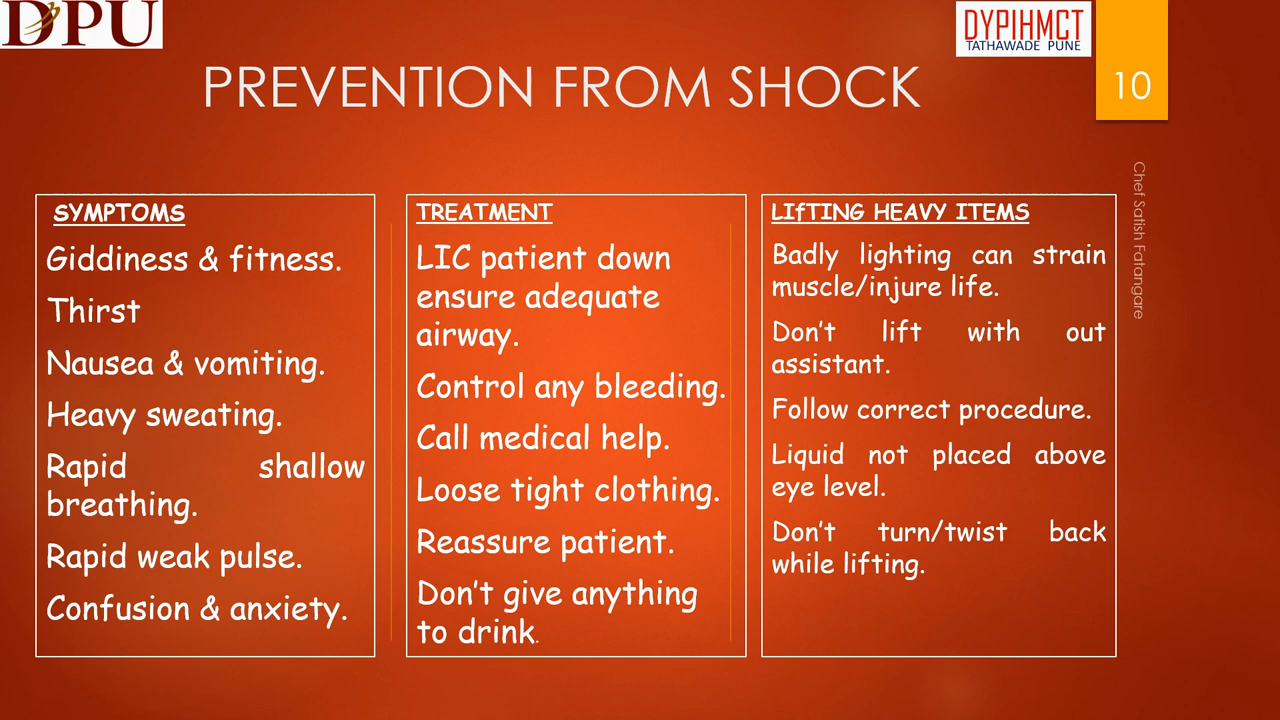 DPU
DYPIHMCT
TATHAWADE PUNE
10
PREVENTION FROM SHOCK
Chef Satish Fatangare
SYMPTOMS
Giddiness & fitness.
Thirst
Nausea & vomiting.
Heavy sweating.
Rapid shallow
breathing.
Rapid weak pulse.
Confusion & anxiety.
TREATMENT
LIC patient down
ensure adequate
airway.
Control any bleeding.
Call medical help.
Loose tight clothing.
Reassure patient.
Don't give anything
to drink.
LIfTING HEAVY ITEMS
Badly lighting can strain
muscle/injure life.
Don't lift with out
assistant.
Follow correct procedure.
Liquid not placed above
eye level.
Don't turn/twist back
while lifting.